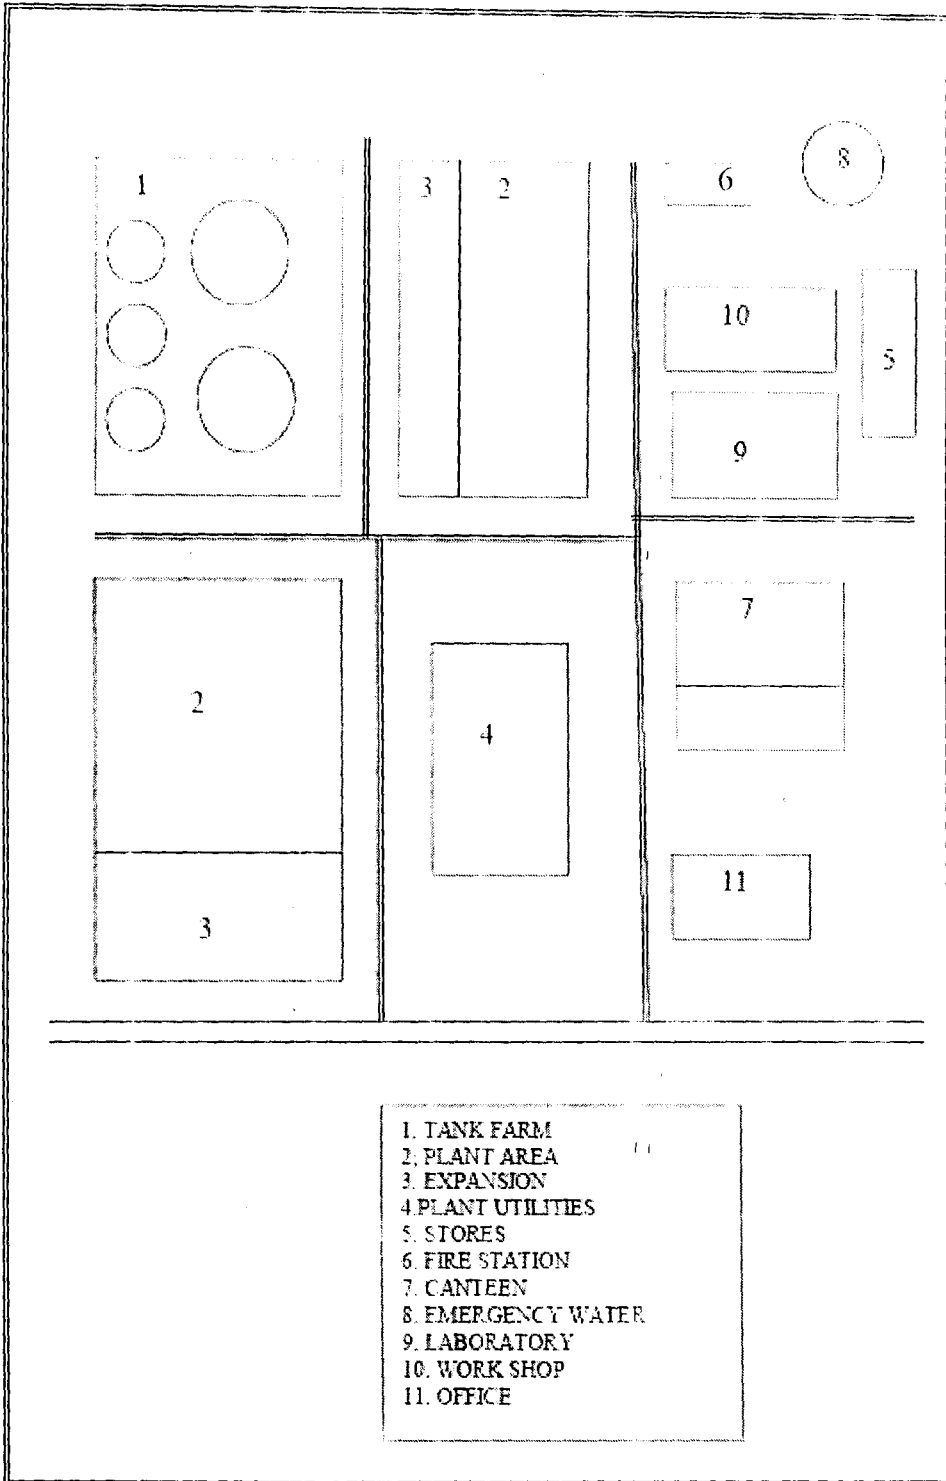 1
3
2
6
8
10
5
9
2
7
4
3
11
1. TANK FARM
2. PLANT AREA
3. EXPANSION
4.PLANT UTILITIES
5. STORES
6. FIRE STATION
7. CANTEEN
8. EMERGENCY WATER
9. LABORATORY
10. WORK SHOP
11. OFFICE